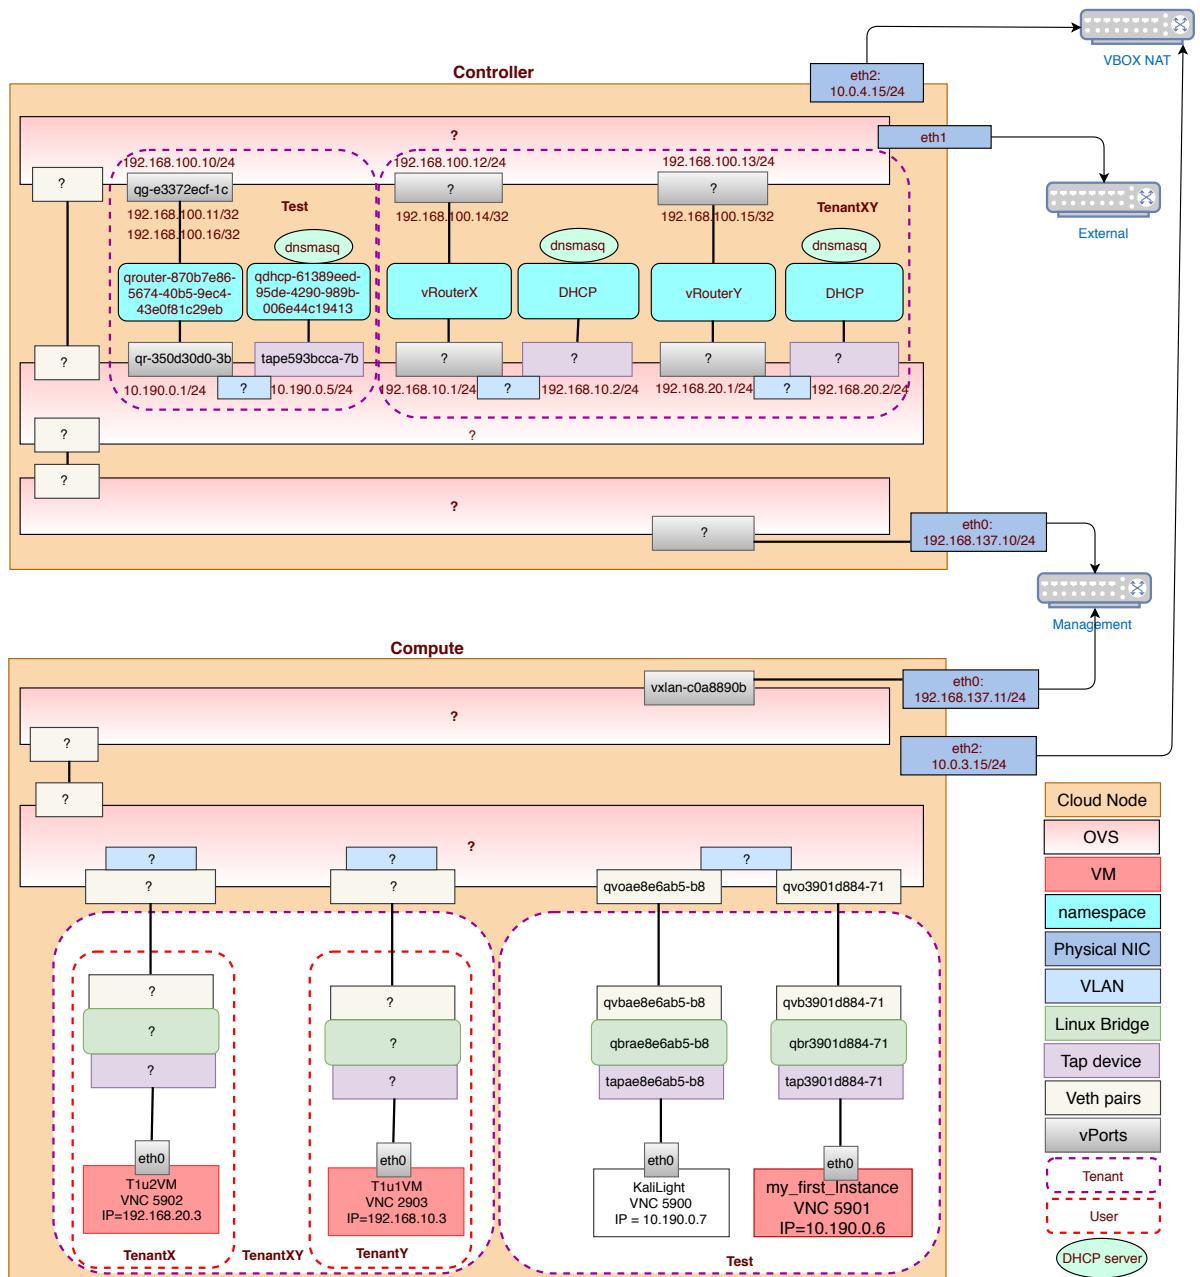 VBOX NAT
eth2:
10.0.4.15/24
Controller
?
eth1
External
192.168.100.10/24
192.168.100.12/24
192.168.100.13/24
?
qg-e3372ecf-1c
?
?
192.168.100.11/32
192.168.100.16/32
Test
192.168.100.14/32
192.168.100.15/32
TenantXY
dnsmasq
dnsmasq
dnsmasq
qrouter-870b7e86-
5674-40b5-9ec4-
43e0f81c29eb
qdhcp-61389eed-
95de-4290-989b-
006e44c19413
vRouterX
DHCP
vRouterY
DHCP
?
qr-350d30d0-3b
tape593bcca-7b
?
?
?
?
10.190.0.1/24
?
10.190.0.5/24
192.168.10.1/24
?
192.168.10.2/24
192.168.20.1/24
?
192.168.20.2/24
?
?
?
?
?
eth0:
192.168.137.10/24
Management
Compute
vxlan-c0a8890b
eth0:
192.168.137.11/24
?
?
eth2:
10.0.3.15/24
?
?
?
?
?
?
?
qvoae8e6ab5-b8
qvo3901d884-71
?
?
?
?
?
?
qvbae8e6ab5-b8
qbrae8e6ab5-b8
tapae8e6ab5-b8
qvb3901d884-71
qbr3901d884-71
tap3901d884-71
eth0
eth0
eth0
eth0
T1u2VM
VNC 5902
IP=192.168.20.3
T1u1VM
VNC 2903
IP=192.168.10.3
KaliLight
VNC 5900
IP = 10.190.0.7
my_first_Instance
VNC 5901
IP=10.190.0.6
TenantX
TenantXY
TenantY
Test
Cloud Node
OVS
VM
namespace
Physical NIC
VLAN
Linux Bridge
Tap device
Veth pairs
vPorts
Tenant
User
DHCP server